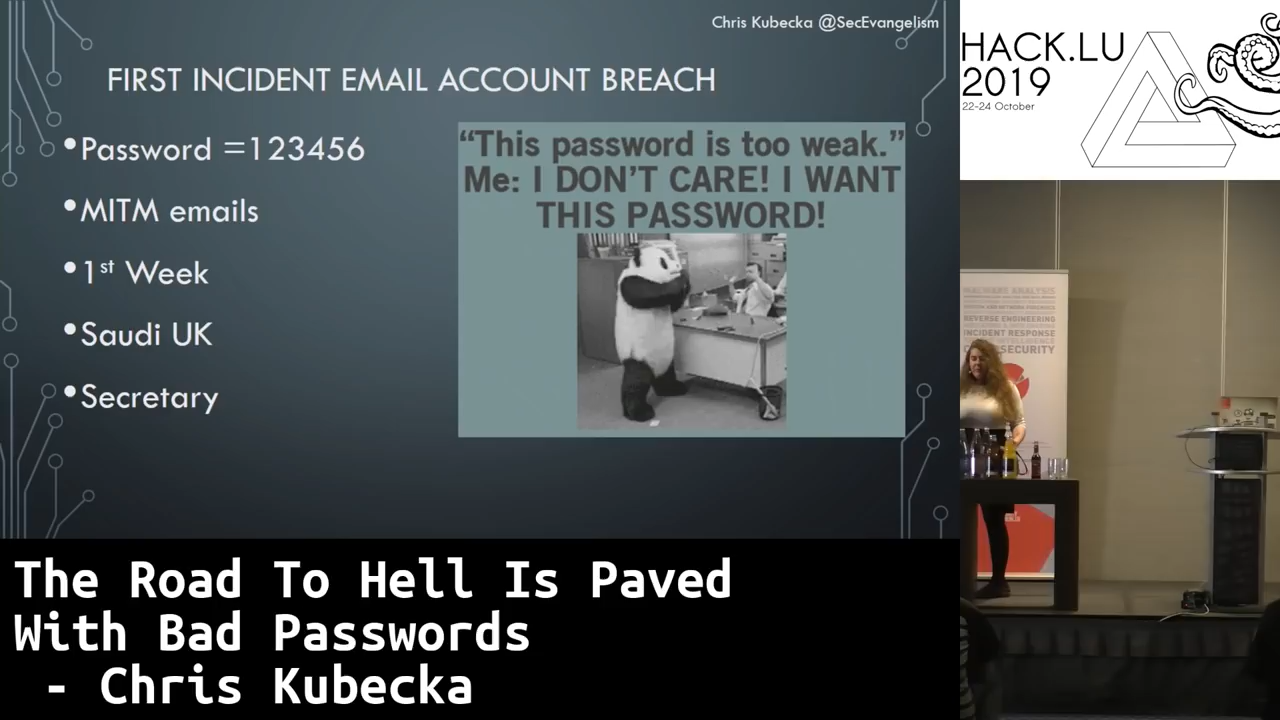 Chris Kubecka @SecEvangelism
FIRST INCIDENT EMAIL ACCOUNT BREACH
•Password =123456
•MITM emails
•1st Week
•Saudi UK
•Secretary
“This password is too weak.”
Me: I DON’T CARE! I WANT
THIS PASSWORD!
HACK.LU
2019
22-24 October
MALWARE ANALYSIS
REVERSE ENGINEERING
INCIDENT RESPONSE
SECURITY
The Road To Hell Is Paved
With Bad Passwords
- Chris Kubecka